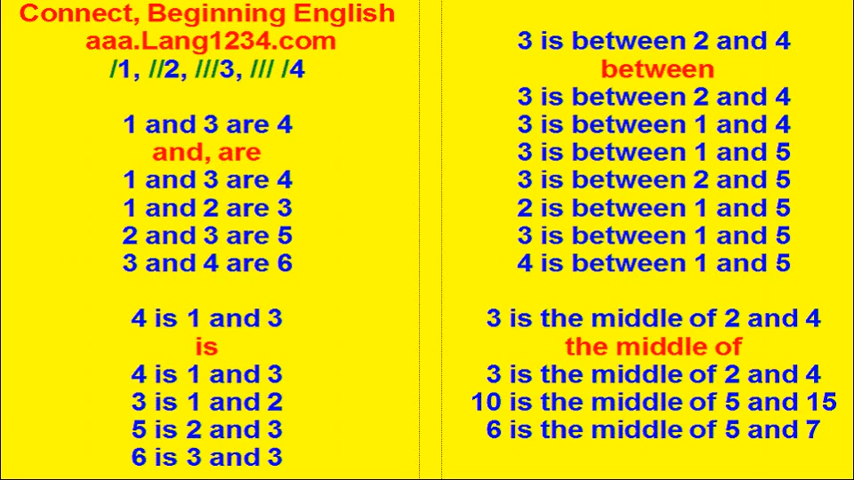 Connect, Beginning English
aaa.Lang1234.com
/1, //2, ///3, /// /4
1 and 3 are 4
and, are
1 and 3 are 4
1 and 2 are 3
2 and 3 are 5
3 and 4 are 6
4 is 1 and 3
is
4 is 1 and 3
3 is 1 and 2
5 is 2 and 3
6 is 3 and 3
3 is between 2 and 4
between
3 is between 2 and 4
3 is between 1 and 4
3 is between 1 and 5
3 is between 2 and 5
2 is between 1 and 5
3 is between 1 and 5
4 is between 1 and 5
3 is the middle of 2 and 4
the middle of
3 is the middle of 2 and 4
10 is the middle of 5 and 15
6 is the middle of 5 and 7